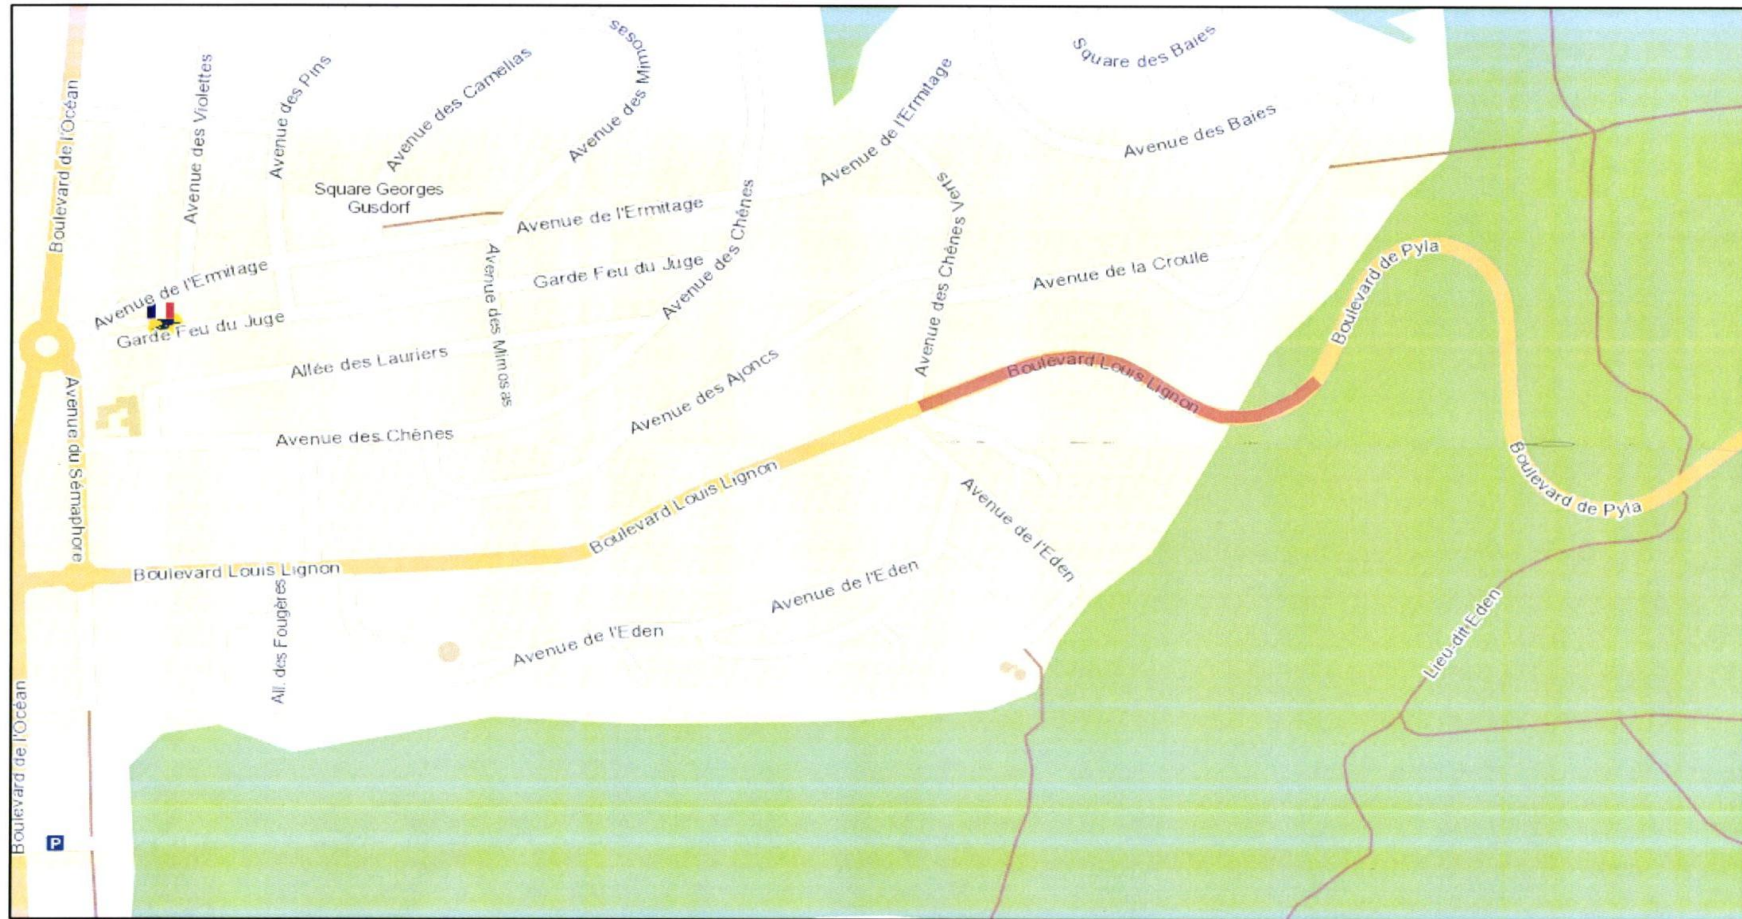 Avenue des Mimosas
Square des Baies
Avenue des Camelias
Avenue des Pins
Avenue des Violettes
Boulevard de l'Océan
Avenue des Mimosas
Avenue de l'Ermitage
Avenue des Baies
Square Georges
Gusdorf
Avenue de l'Ermitage
Avenue des Chênes
Avenue des Chênes Verts
Avenue de l'Ermitage
Garde Feu du Juge
Avenue de la Croule
Boulevard de Pyla
Garde Feu du Juge
Avenue des Mimosas
Allée des Lauriers
Boulevard Louis Lignon
Avenue des Ajoncs
Avenue des Chênes
Avenue du Sémaphore
Boulevard Louis Lignon
Boulevard de Pyla
Avenue de l'Eden
Boulevard Louis Lignon
Avenue de l'Eden
All. des Fougères
Avenue de l'Eden
Lieu-dit Eden
Boulevard de l'Océan
P